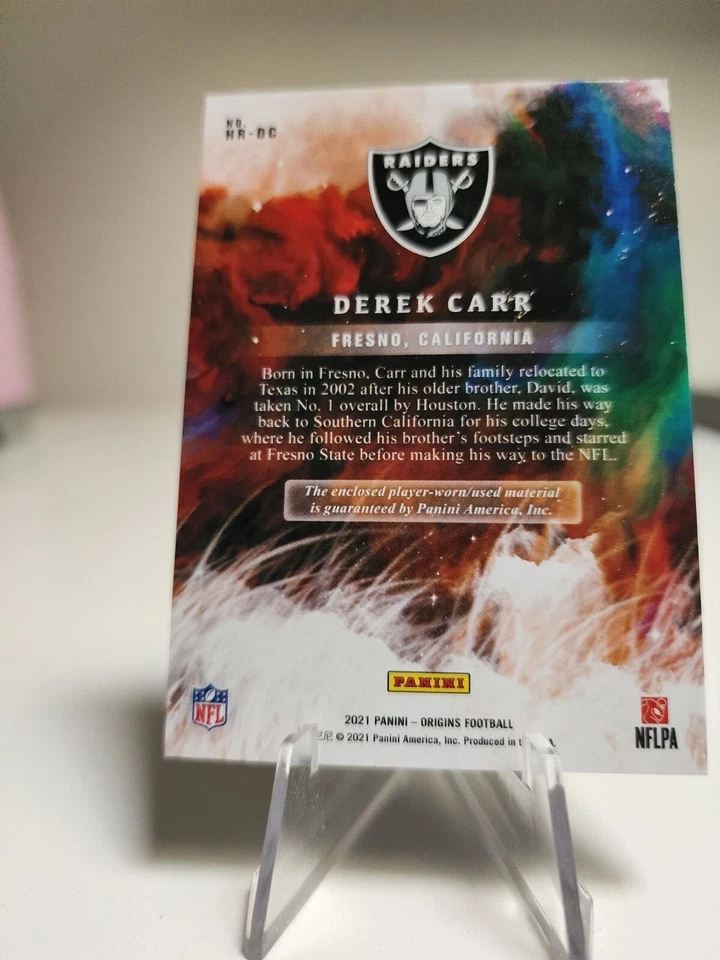 NO.
HR-DC
RAIDERS
DEREK CARR
FRESNO, CALIFORNIA
Born in Fresno, Carr and his family relocated to
Texas in 2002 after his older brother, David, was
taken No. 1 overall by Houston. He made his way
back to Southern California for his college days,
where he followed his brother's footsteps and starred
at Fresno State before making his way to the NFL.
The enclosed player-worn/used material
is guaranteed by Panini America, Inc.
PANINI
NFL
2021 PANINI – ORIGINS FOOTBALL
© 2021 Panini America, Inc. Produced in
NFLPA